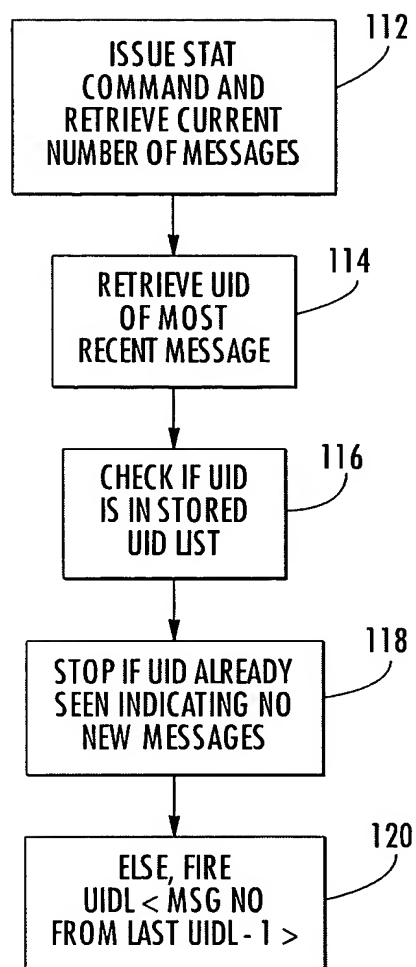 112
ISSUE STAT
COMMAND AND
RETRIEVE CURRENT
NUMBER OF MESSAGES
114
RETRIEVE UID
OF MOST
RECENT MESSAGE
116
CHECK IF UID
IS IN STORED
UID LIST
118
STOP IF UID ALREADY
SEEN INDICATING NO
NEW MESSAGES
120
ELSE, FIRE
UIDL < MSG NO
FROM LAST UIDL - 1 >